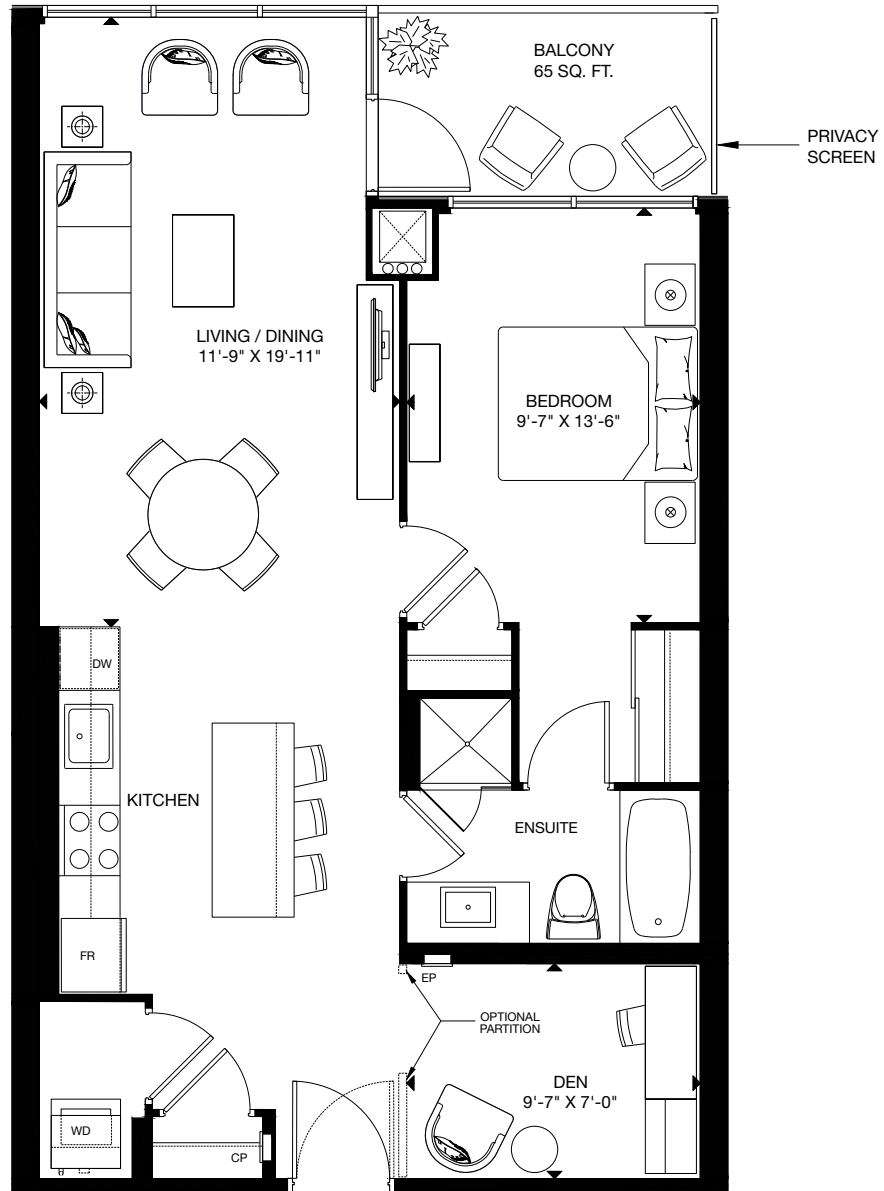 BALCONY
65 SQ. FT.
PRIVACY
SCREEN
LIVING / DINING
11'-9" X 19'-11"
BEDROOM
9'-7" X 13'-6"
DW
KITCHEN
ENSUITE
FR
EP
OPTIONAL
PARTITION
DEN
9'-7" X 7'-0"
WD
CP